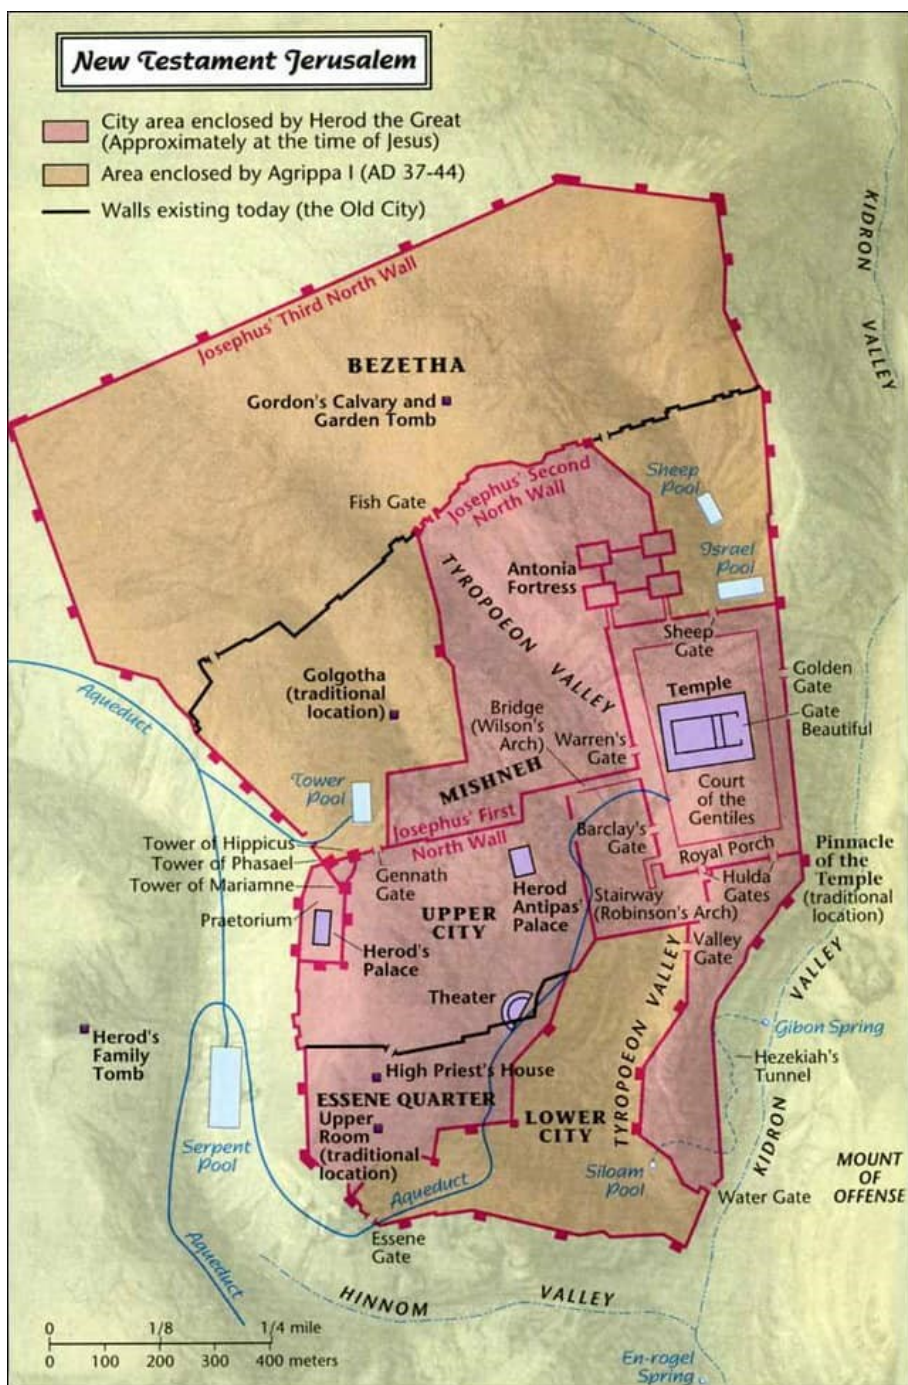 New Testament Jerusalem
City area enclosed by Herod the Great
(Approximately at the time of Jesus)
Area enclosed by Agrippa I (AD 37-44)
Walls existing today (the Old City)
KIDRON
VALLEY
Josephus' Third North Wall
BEZETHA
Gordon's Calvary and
Garden Tomb
Sheep
Pool
Josephus' Second
North Wall
Fish Gate
Israel
Pool
Antonia
Fortress
TYROPOEON VALLEY
Sheep
Gate
Golgotha
(traditional
location)
Golden
Gate
Temple
Aqueduct
Bridge
(Wilson's
Arch)
Gate
Beautiful
Warren's
Gate
MISHNEH
Tower
Pool
Court
of the
Gentiles
Josephus' First
North Wall
Barclay's
Gate
Tower of Hippicus
Tower of Phasael
Tower of Mariamne
Royal Porch
Pinnacle
of the
Temple
(traditional
location)
Gennath
Gate
Hulda
Gates
Herod
Antipas'
Palace
Stairway
(Robinson's Arch)
Praetorium
UPPER
CITY
Herod's
Palace
Valley
Gate
TYROPOEON VALLEY
VALLEY
Theater
Gibon Spring
Herod's
Family
Tomb
Hezekiah's
Tunnel
High Priest's House
ESSENE QUARTER
Upper
Room
(traditional
location)
LOWER
CITY
KIDRON
Serpent
Pool
Siloam
Pool
MOUNT
OF
OFFENSE
Aqueduct
Water Gate
Essene
Gate
Aqueduct
HINNOM VALLEY
0 1/8 1/4 mile
0 100 200 300 400 meters
En-rogel
Spring